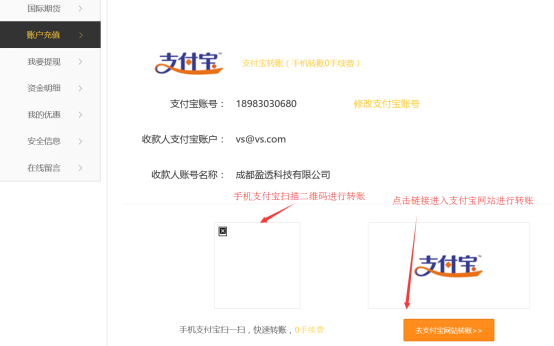 国际期货
账户充值
我要提现
资金明细
我的优惠
安全信息
在线留言
支付宝™ 支付宝转账（手机转账0手续费）
支付宝账号： 18983030680 修改支付宝账号
收款人支付宝账户： vs@vs.com
收款人账号名称： 成都盈透科技有限公司
手机支付宝扫描二维码进行转账
点击链接进入支付宝网站进行转账
支付宝™
手机支付宝扫一扫，快速转账，0手续费
去支付宝网站转账>>